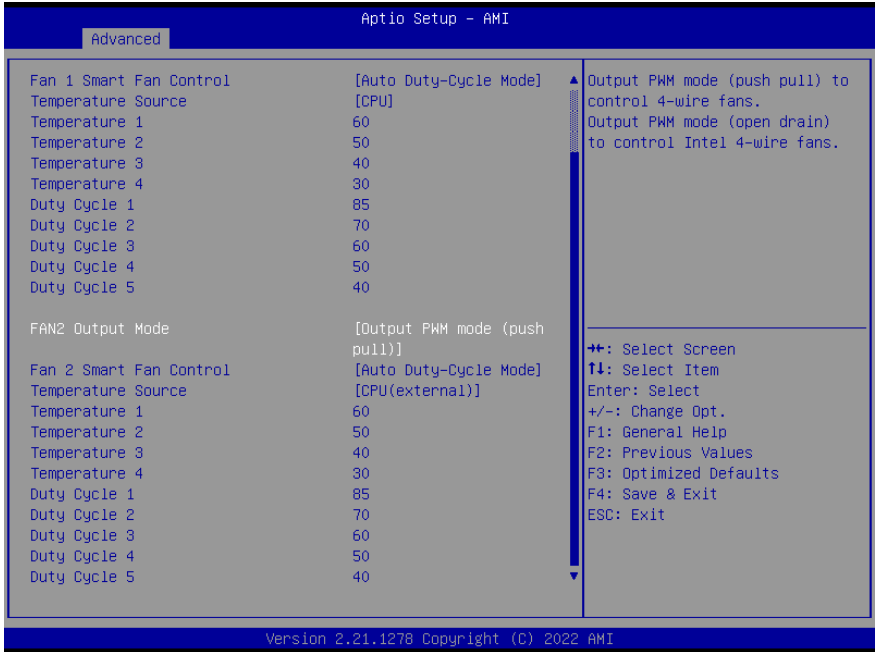 Aptio Setup – AMI
Advanced
Fan 1 Smart Fan Control [Auto Duty-Cycle Mode]
Temperature Source [CPU]
Temperature 1 60
Temperature 2 50
Temperature 3 40
Temperature 4 30
Duty Cycle 1 85
Duty Cycle 2 70
Duty Cycle 3 60
Duty Cycle 4 50
Duty Cycle 5 40
FAN2 Output Mode [Output PWM mode (push
pull)]
Fan 2 Smart Fan Control [Auto Duty-Cycle Mode]
Temperature Source [CPU(external)]
Temperature 1 60
Temperature 2 50
Temperature 3 40
Temperature 4 30
Duty Cycle 1 85
Duty Cycle 2 70
Duty Cycle 3 60
Duty Cycle 4 50
Duty Cycle 5 40
Output PWM mode (push pull) to
control 4-wire fans.
Output PWM mode (open drain)
to control Intel 4-wire fans.
→←: Select Screen
↑↓: Select Item
Enter: Select
+/-: Change Opt.
F1: General Help
F2: Previous Values
F3: Optimized Defaults
F4: Save & Exit
ESC: Exit
Version 2.21.1278 Copyright (C) 2022 AMI